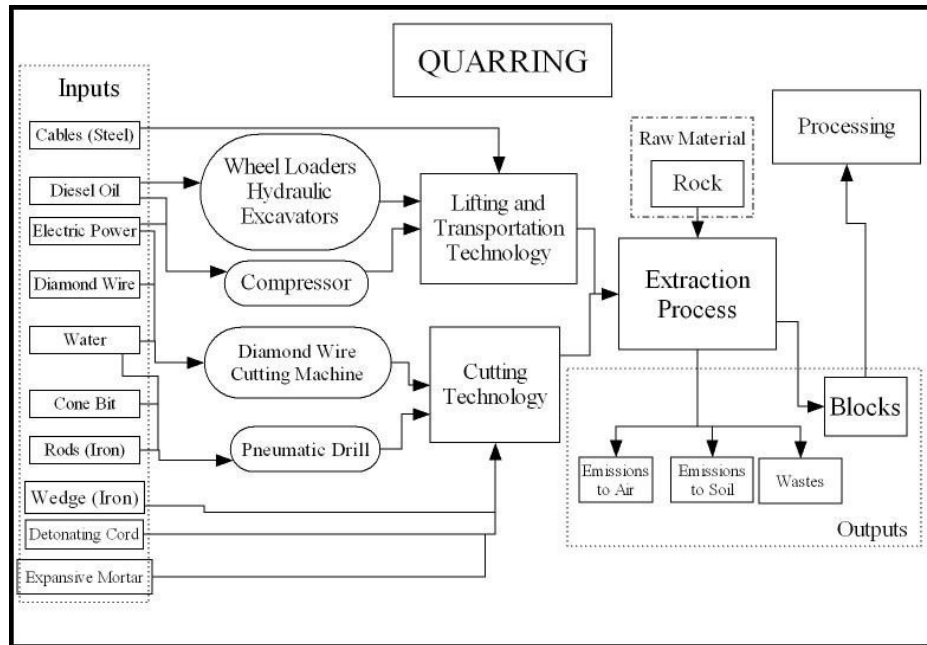 QUARRING
Inputs
Cables (Steel)
Diesel Oil
Electric Power
Diamond Wire
Water
Cone Bit
Rods (Iron)
Wedge (Iron)
Detonating Cord
Expansive Mortar
Wheel Loaders
Hydraulic
Excavators
Compressor
Diamond Wire
Cutting Machine
Pneumatic Drill
Lifting and
Transportation
Technology
Cutting
Technology
Raw Material
Rock
Extraction
Process
Processing
Blocks
Emissions
to Air
Emissions
to Soil
Wastes
Outputs